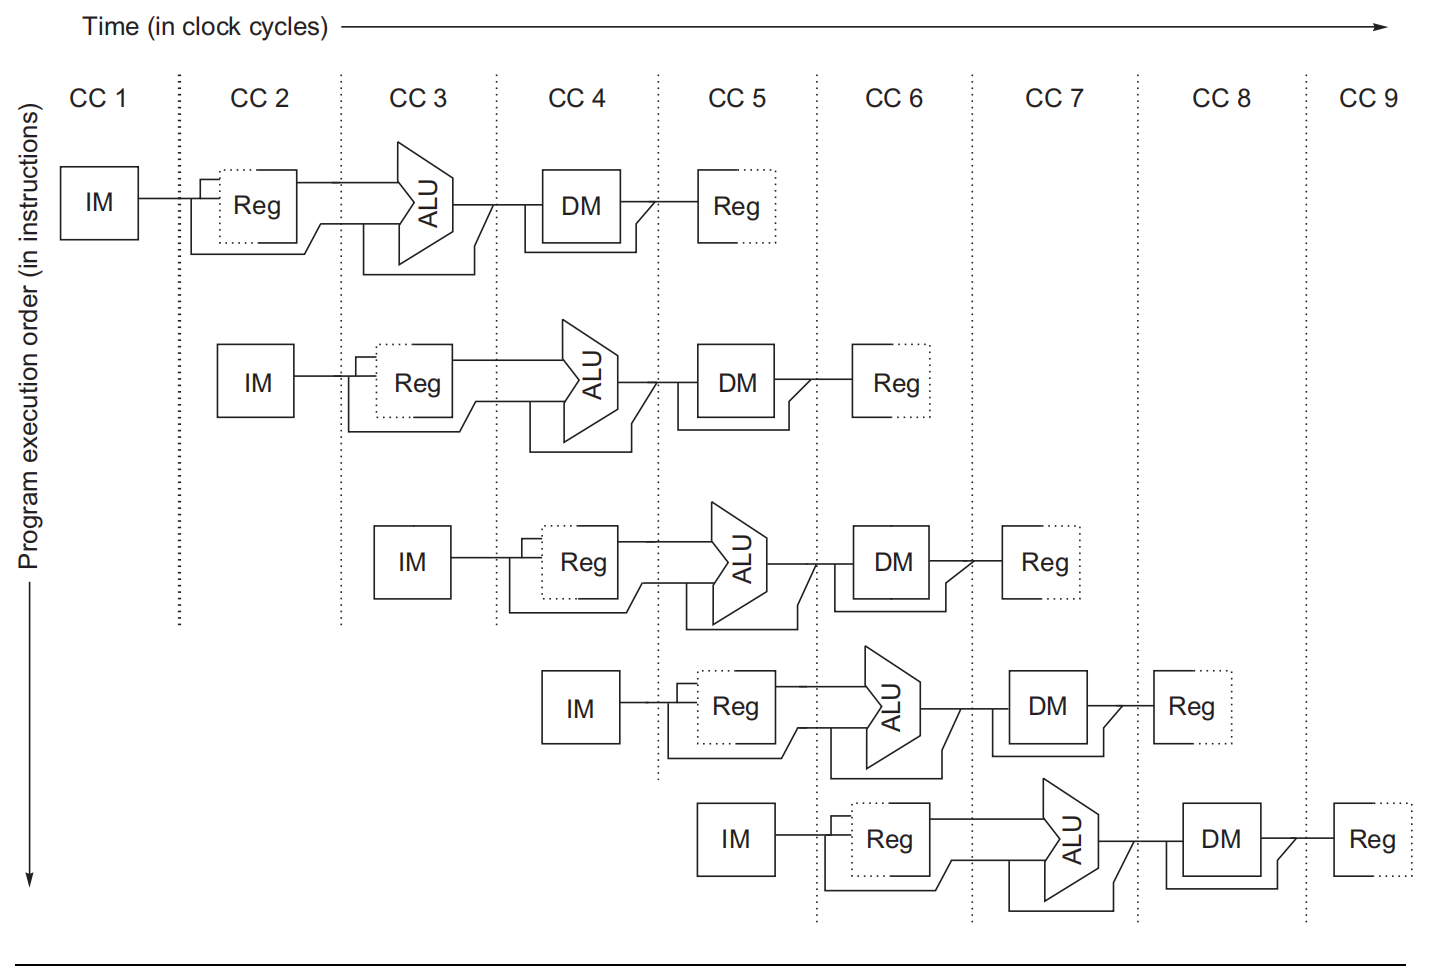 Time (in clock cycles)
CC 1 CC 2 CC 3 CC 4 CC 5 CC 6 CC 7 CC 8 CC 9
Program execution order (in instructions)
IM Reg ALU DM Reg
IM Reg ALU DM Reg
IM Reg ALU DM Reg
IM Reg ALU DM Reg
IM Reg ALU DM Reg